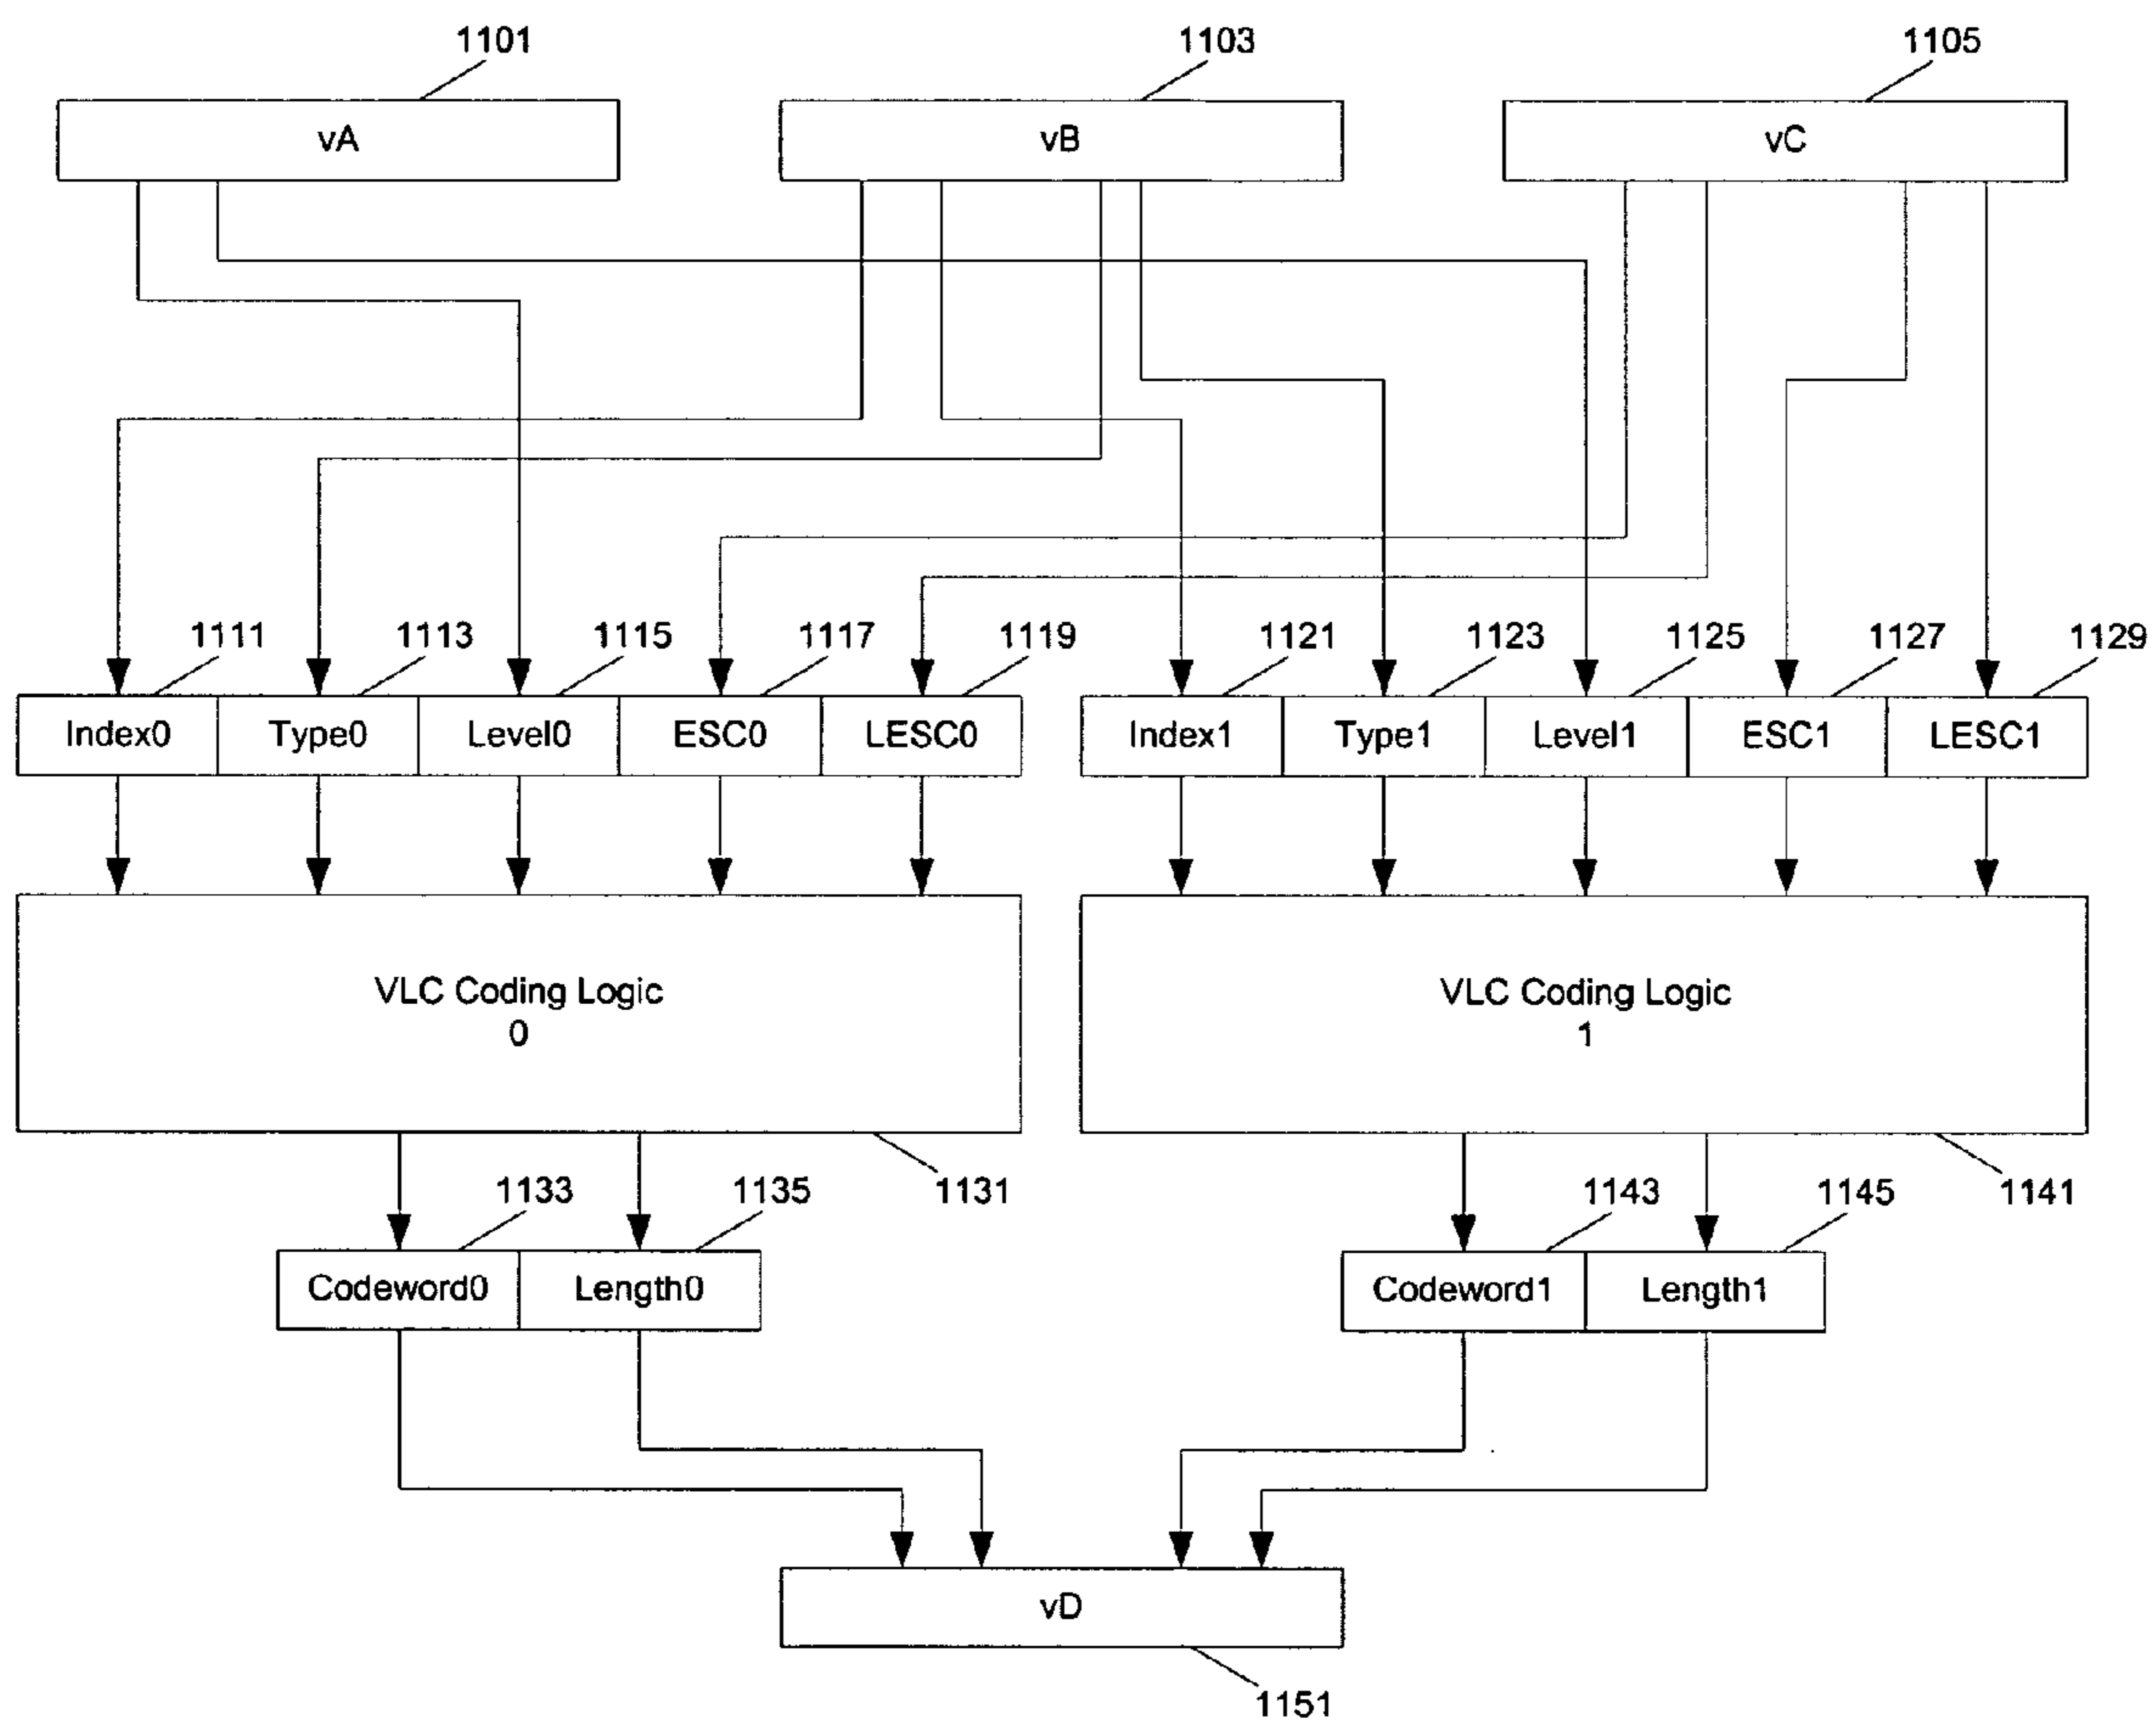 1101 1103 1105
vA vB vC
1111 1113 1115 1117 1119 1121 1123 1125 1127 1129
Index0 Type0 Level0 ESC0 LESC0 Index1 Type1 Level1 ESC1 LESC1
VLC Coding Logic VLC Coding Logic
0 1
1133 1135 1131 1143 1145 1141
Codeword0 Length0 Codeword1 Length1
vD
1151